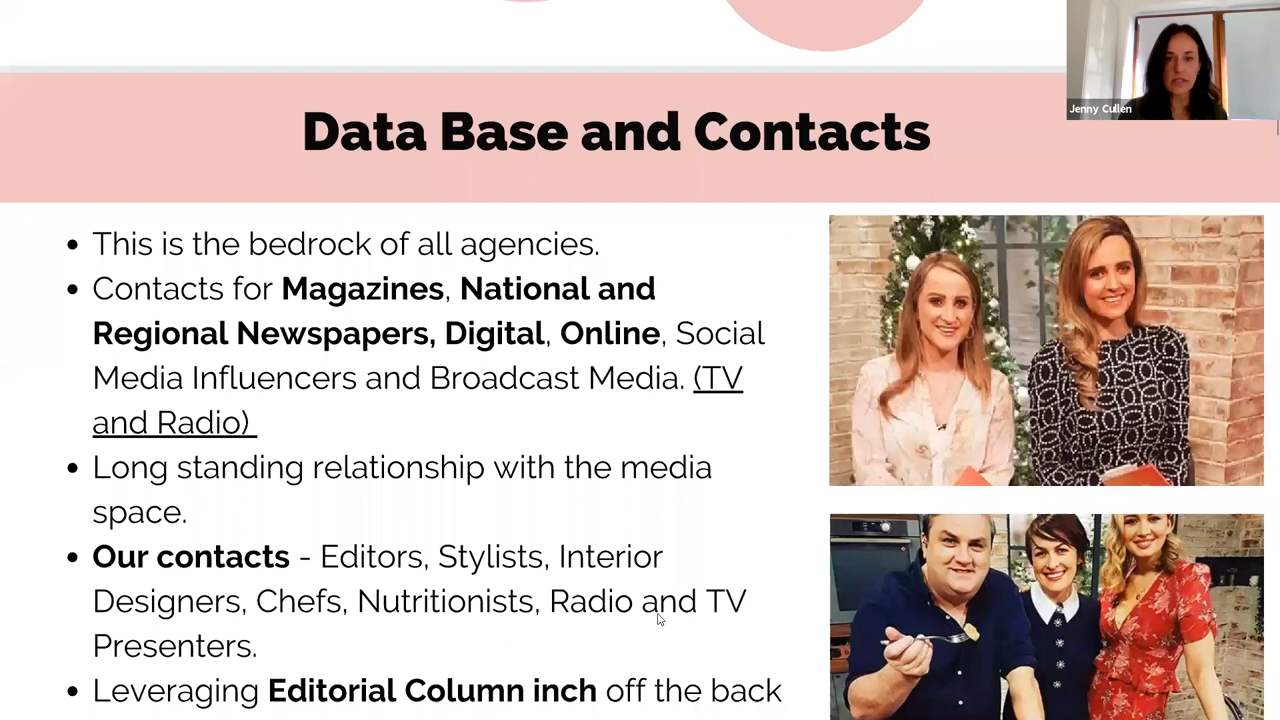 Jenny Cullen
Data Base and Contacts
• This is the bedrock of all agencies.
• Contacts for Magazines, National and
Regional Newspapers, Digital, Online, Social
Media Influencers and Broadcast Media. (TV
and Radio)
• Long standing relationship with the media
space.
• Our contacts - Editors, Stylists, Interior
Designers, Chefs, Nutritionists, Radio and TV
Presenters.
• Leveraging Editorial Column inch off the back